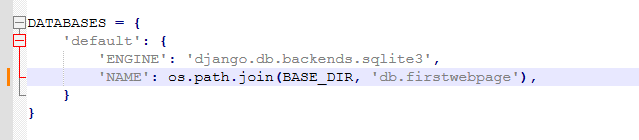 DATABASES = {
    'default': {
        'ENGINE': 'django.db.backends.sqlite3',
        'NAME': os.path.join(BASE_DIR, 'db.firstwebpage'),
    }
}